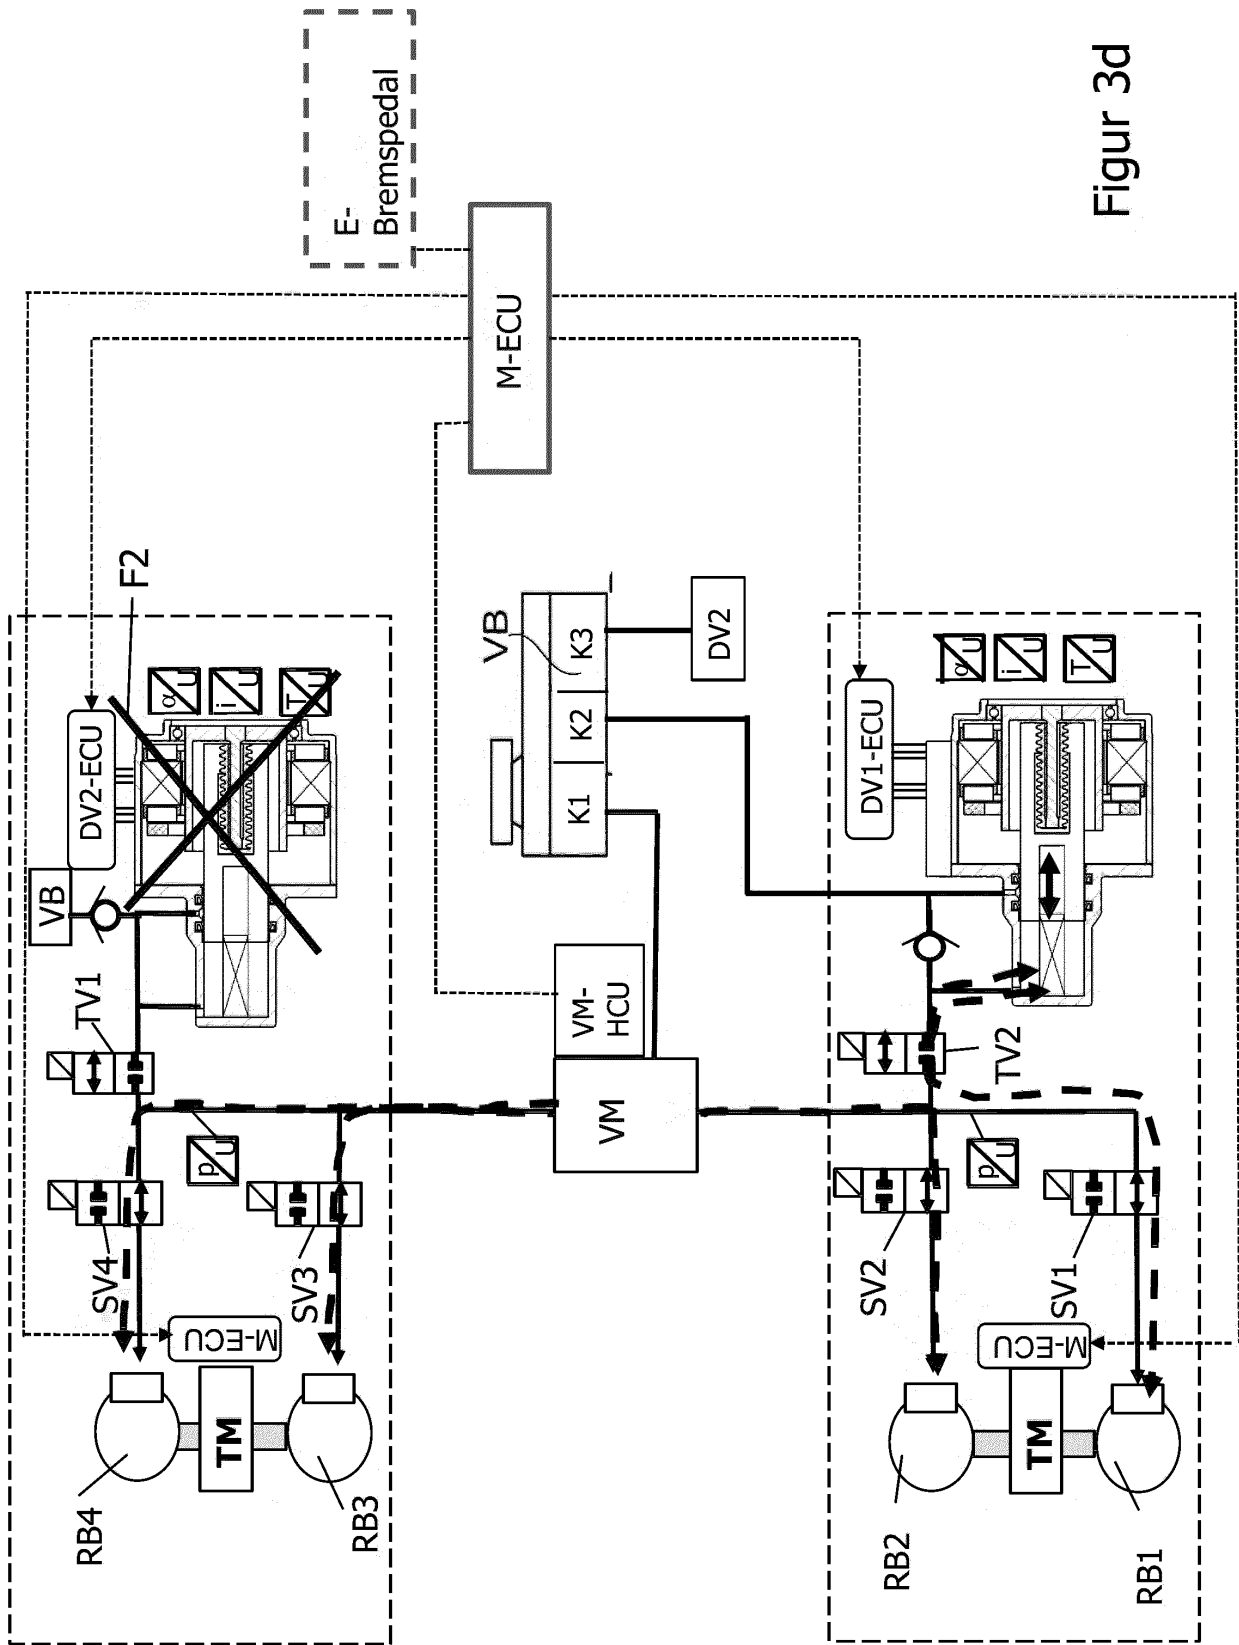 Figur 3d
E-
Bremspedal
M-ECU
F2
DV2-ECU
α
U
i
U
T
U
VB
TV1
SV4
p
U
SV3
M-ECU
TM
RB4
RB3
VB
K1
K2
K3
DV2
VM-
HCU
VM
DV1-ECU
α
U
i
U
T
U
TV2
SV2
p
U
SV1
M-ECU
TM
RB2
RB1